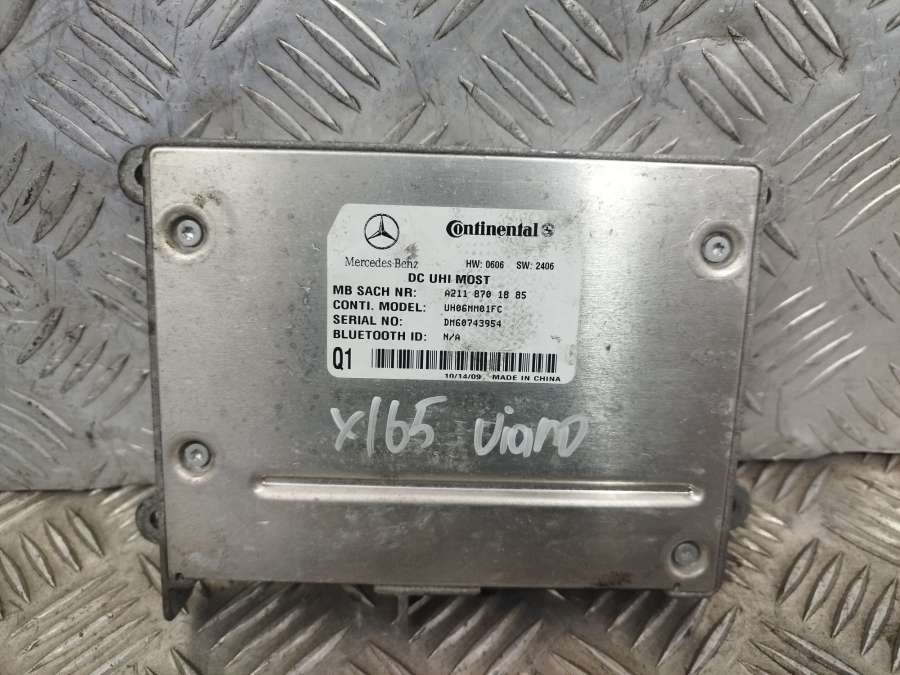 Mercedes-Benz
Continental
HW: 0606 SW: 2406
DC UHI MOST
MB SACH NR: A211 870 18 85
CONTI. MODEL: UH06MM01FC
SERIAL NO: DM60743954
BLUETOOTH ID: N/A
Q1
10/14/09 MADE IN CHINA
X165 Viano